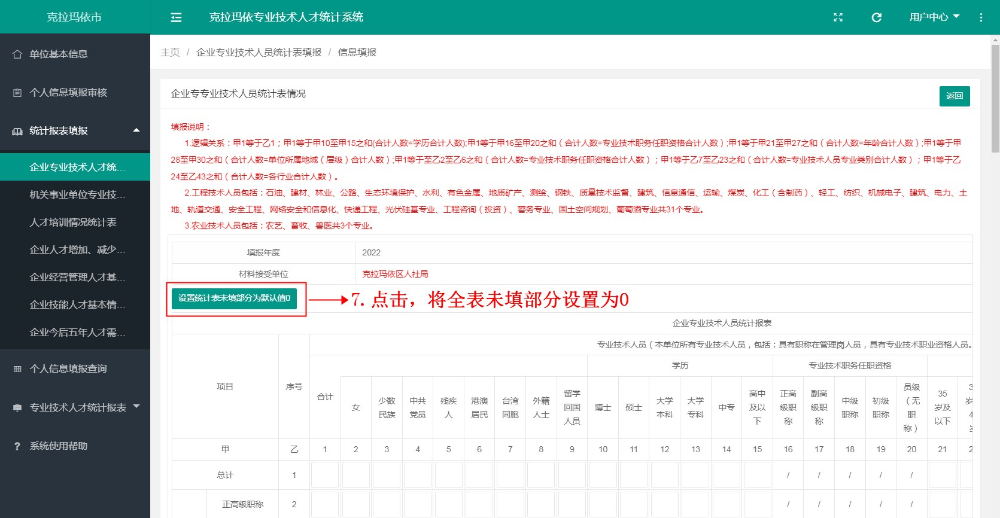 克拉玛依市
克拉玛依专业技术人才统计系统
用户中心
单位基本信息
个人信息填报审核
统计报表填报
企业专业技术人才统...
机关事业单位专业技...
人才培训情况统计表
企业人才增加、减少...
企业经营管理人才基...
企业技能人才基本情...
企业今后五年人才需...
个人信息填报查询
专业技术人才统计报表
系统使用帮助
主页 / 企业专业技术人员统计表填报 / 信息填报
企业专专业技术人员统计表情况
返回
填报说明：
1.逻辑关系：甲1等于乙1；甲1等于甲10至甲15之和(合计人数=学历合计人数);甲1等于甲16至甲20之和（合计人数=专业技术职务任职资格合计人数）;甲1等于甲21至甲27之和（合计人数=年龄合计人数）;甲1等于甲
28至甲30之和（合计人数=单位所属地域（层级）合计人数）;甲1等于至乙2至乙6之和（合计人数=专业技术职务任职资格合计人数）；甲1等于乙7至乙23之和（合计人数=专业技术人员专业类别合计人数）；甲1等于乙
24至乙43之和（合计人数=各行业合计人数）。
2.工程技术人员包括：石油、建材、林业、公路、生态环境保护、水利、有色金属、地质矿产、测绘、钢铁、质量技术监督、建筑、信息通信、运输、煤炭、化工（含制药）、轻工、纺织、机械电子、建筑、电力、土
地、轨道交通、安全工程、网络安全和信息化、快递工程、光伏硅基专业、工程咨询（投资）、警务专业、国土空间规划、葡萄酒专业共31个专业。
3.农业技术人员包括：农艺、畜牧、兽医共3个专业。
填报年度 2022
材料接受单位 克拉玛依区人社局
设置统计表未填部分为默认值0
7. 点击，将全表未填部分设置为0
企业专业技术人员统计报表
专业技术人员（本单位所有专业技术人员，包括：具有职称在管理岗人员，具有专业技术职业资格人员。
学历 专业技术职务任职资格
项目 序号 合计 女 少数民族 中共党员 残疾人 港澳居民 台湾同胞 外籍人士 留学回国人员 博士 硕士 大学本科 大学专科 中专 高中及以下 正高级职称 副高级职称 中级职称 初级职称 员级（无职称） 35岁及以下
甲 乙 1 2 3 4 5 6 7 8 9 10 11 12 13 14 15 16 17 18 19 20 21 2
总计 1 / / / / /
正高级职称 2 / / / / /